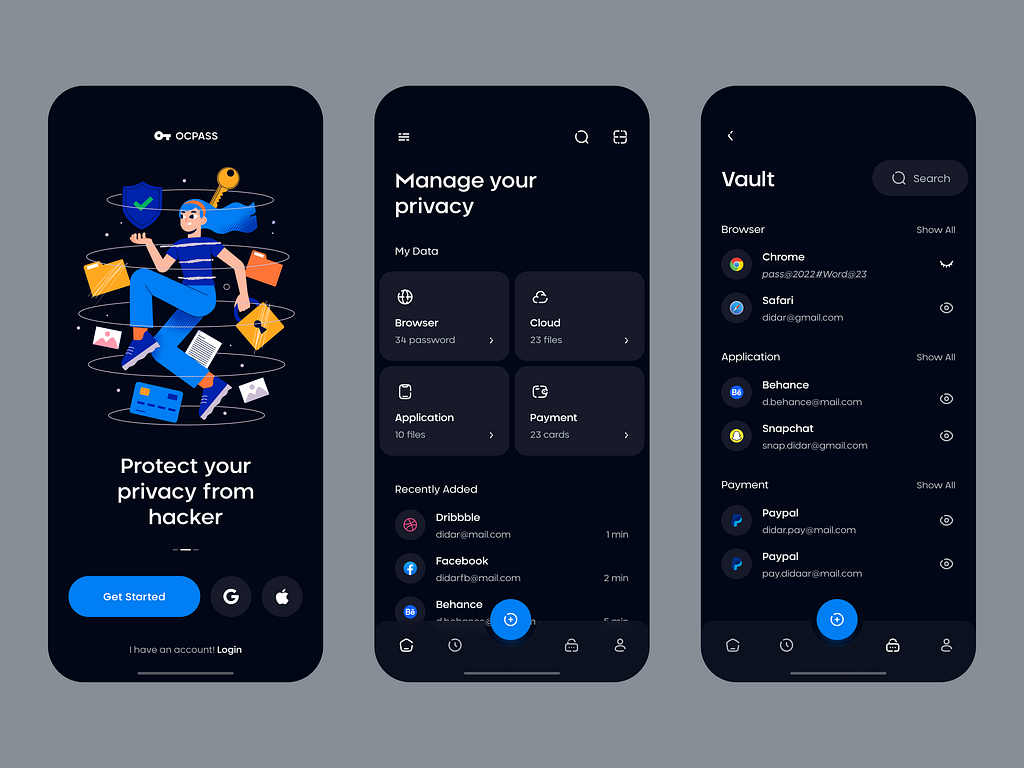 OCPASS
Protect your
privacy from
hacker
Get Started
I have an account! Login
Manage your
privacy
My Data
Browser
34 password
Cloud
23 files
Application
10 files
Payment
23 cards
Recently Added
Dribbble
didar@mail.com
1 min
Facebook
didarfb@mail.com
2 min
Behance
5 min
Vault
Search
Browser
Show All
Chrome
pass@2022#Word@23
Safari
didar@gmail.com
Application
Show All
Behance
d.behance@mail.com
Snapchat
snap.didar@gmail.com
Payment
Show All
Paypal
didar.pay@mail.com
Paypal
pay.didaar@mail.com